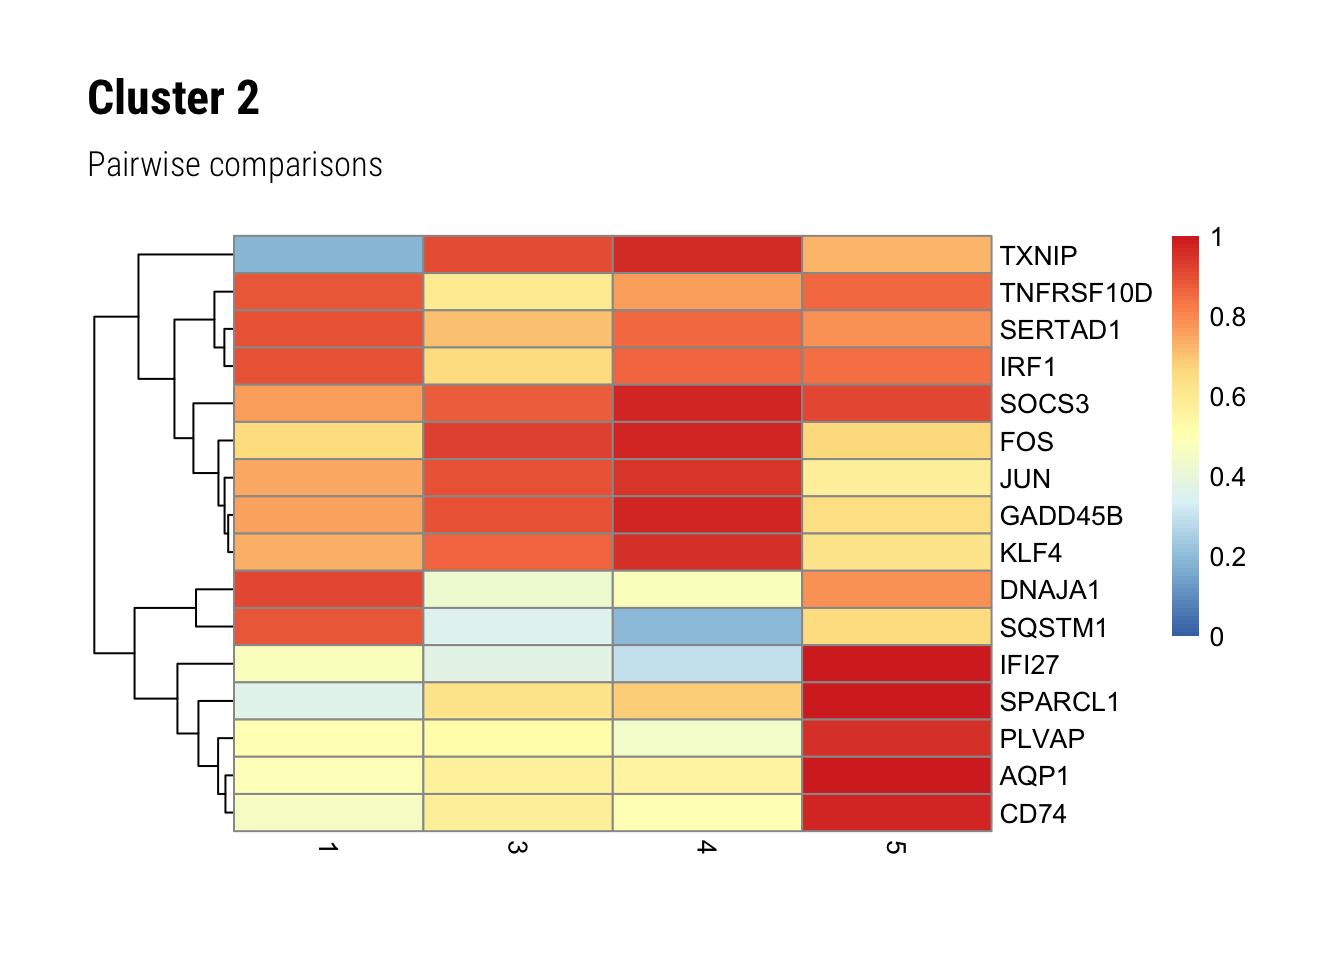 Cluster 2
Pairwise comparisons
TXNIP
TNFRSF10D
SERTAD1
IRF1
SOCS3
FOS
JUN
GADD45B
KLF4
DNAJA1
SQSTM1
IFI27
SPARCL1
PLVAP
AQP1
CD74
1
0.8
0.6
0.4
0.2
0
1 3 4 5